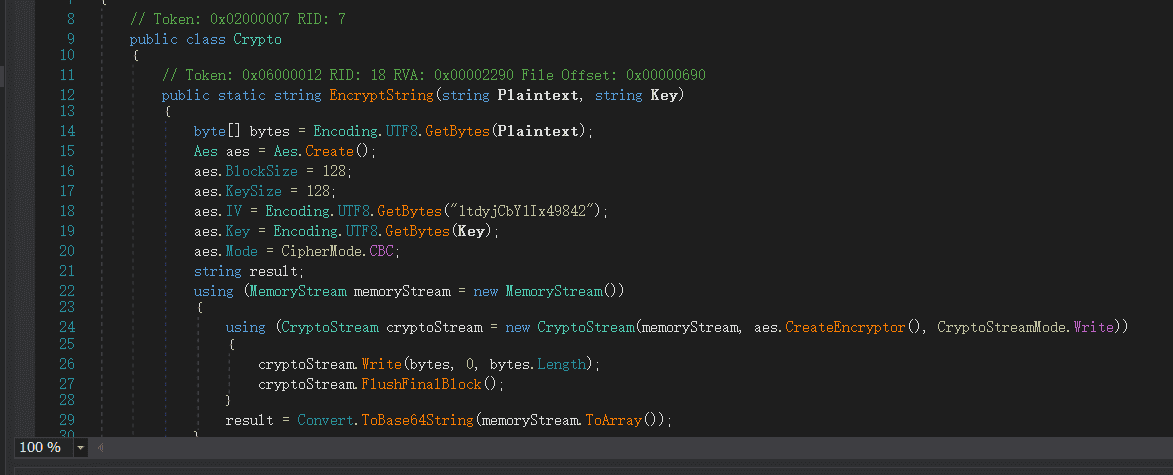 8 // Token: 0x02000007 RID: 7
9 public class Crypto
10 {
11 // Token: 0x06000012 RID: 18 RVA: 0x00002290 File Offset: 0x00000690
12 public static string EncryptString(string Plaintext, string Key)
13 {
14 byte[] bytes = Encoding.UTF8.GetBytes(Plaintext);
15 Aes aes = Aes.Create();
16 aes.BlockSize = 128;
17 aes.KeySize = 128;
18 aes.IV = Encoding.UTF8.GetBytes("1tdyjCbY1Ix49842");
19 aes.Key = Encoding.UTF8.GetBytes(Key);
20 aes.Mode = CipherMode.CBC;
21 string result;
22 using (MemoryStream memoryStream = new MemoryStream())
23 {
24 using (CryptoStream cryptoStream = new CryptoStream(memoryStream, aes.CreateEncryptor(), CryptoStreamMode.Write))
25 {
26 cryptoStream.Write(bytes, 0, bytes.Length);
27 cryptoStream.FlushFinalBlock();
28 }
29 result = Convert.ToBase64String(memoryStream.ToArray());
30 }
100 %